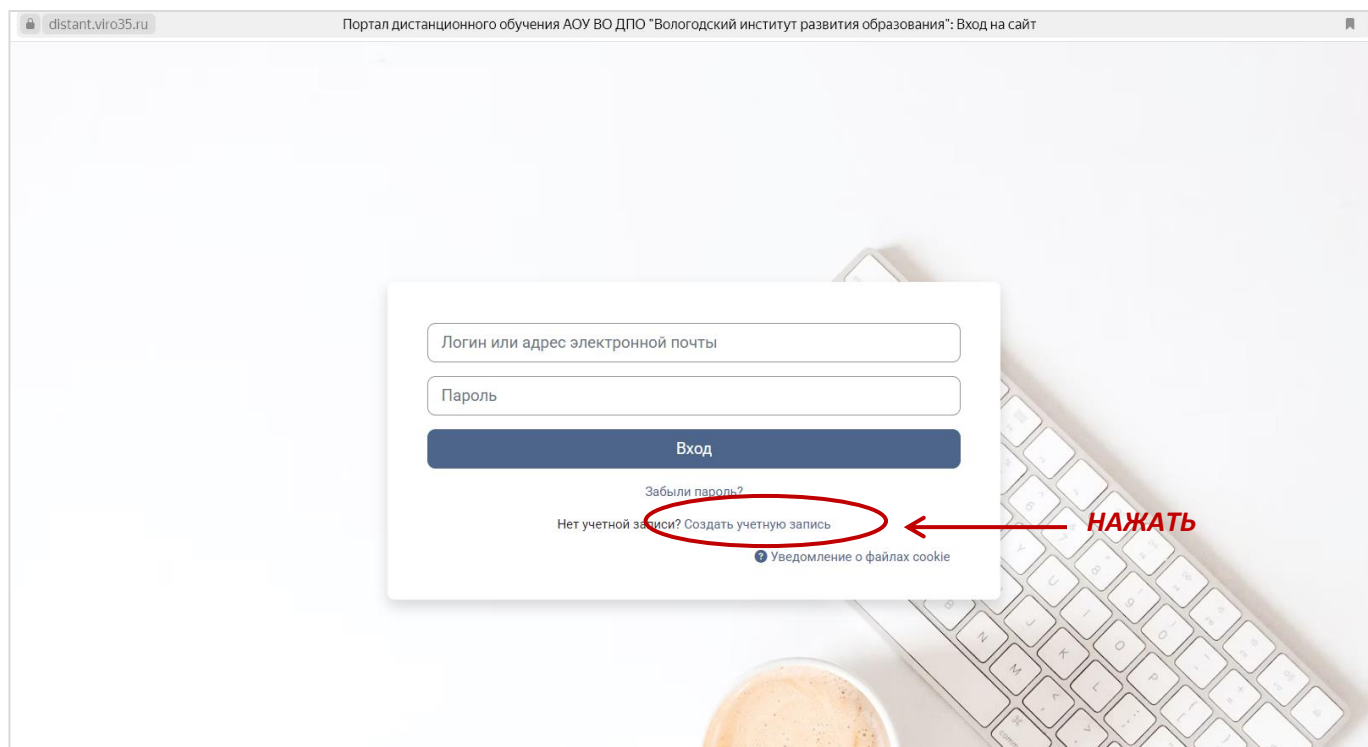 distant.viro35.ru
Портал дистанционного обучения АОУ ВО ДПО "Вологодский институт развития образования": Вход на сайт
Логин или адрес электронной почты
Пароль
Вход
Забыли пароль?
Нет учетной записи? Создать учетную запись
НАЖАТЬ
Уведомление о файлах cookie